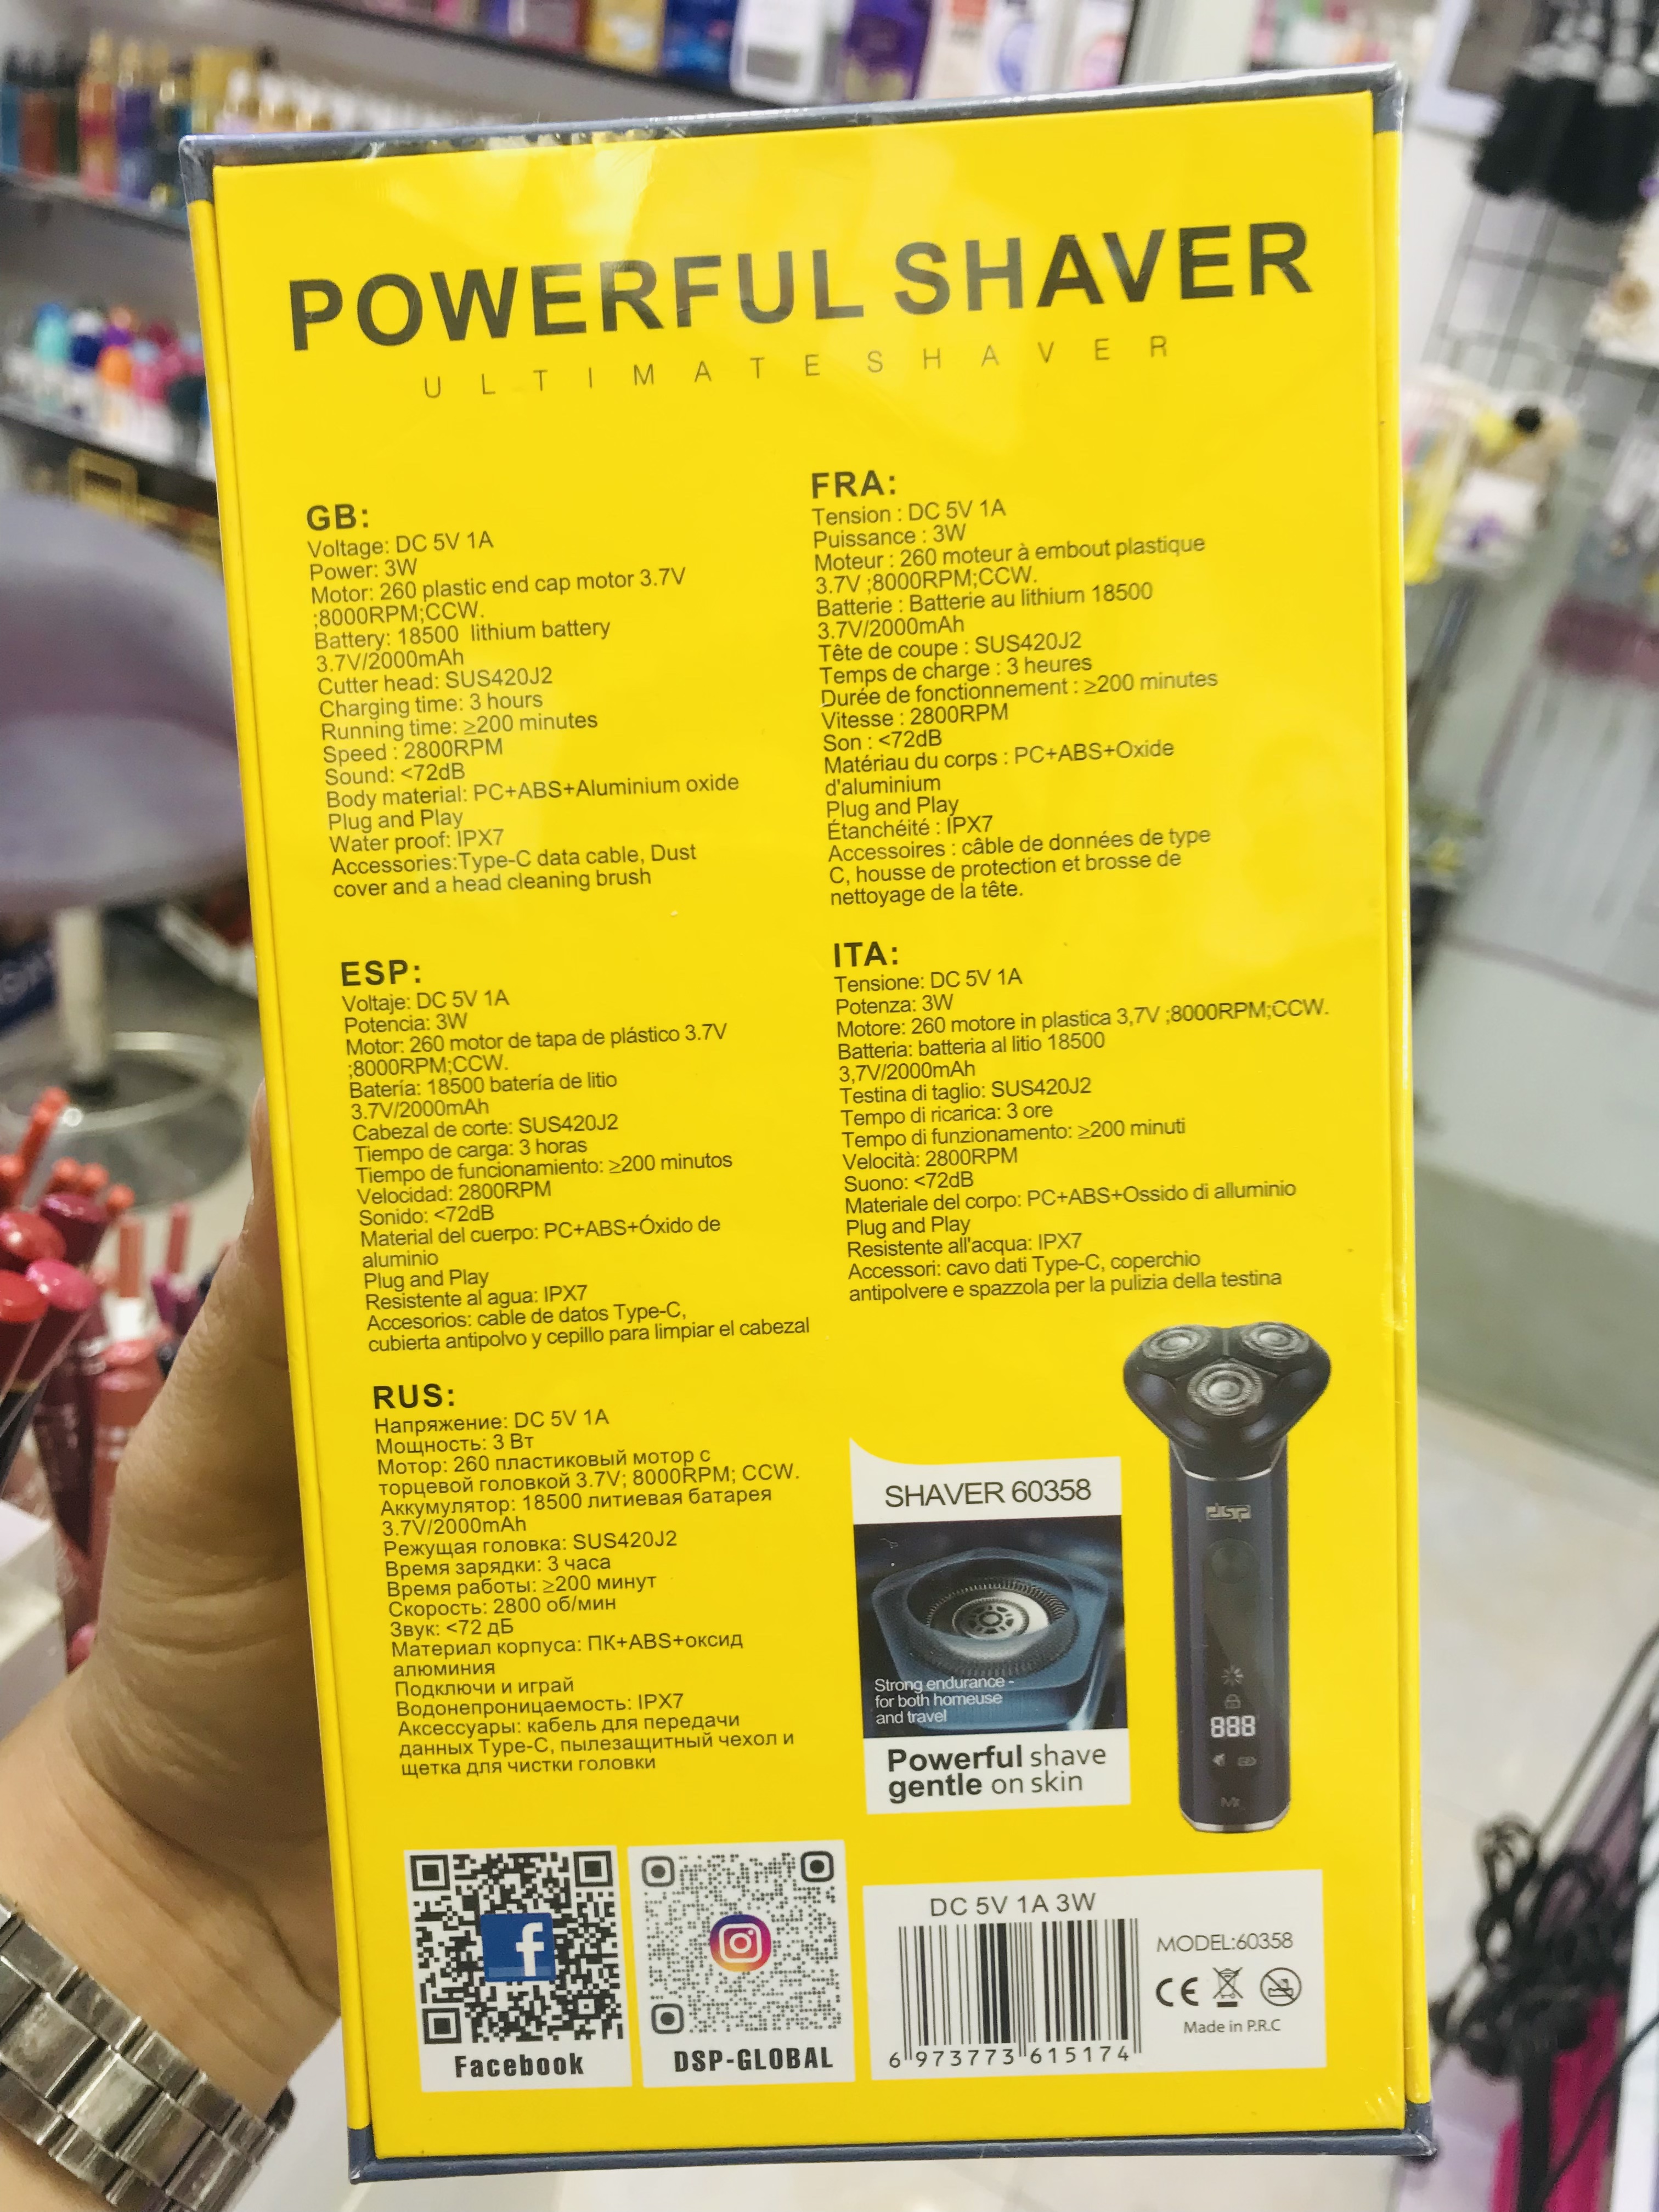 POWERFUL SHAVER
ULTIMATE SHAVER
GB:
Voltage: DC 5V 1A
Power: 3W
Motor: 260 plastic end cap motor 3.7V
;8000RPM;CCW.
Battery: 18500 lithium battery
3.7V/2000mAh
Cutter head: SUS420J2
Charging time: 3 hours
Running time: ≥200 minutes
Speed : 2800RPM
Sound: <72dB
Body material: PC+ABS+Aluminium oxide
Plug and Play
Water proof: IPX7
Accessories:Type-C data cable, Dust
cover and a head cleaning brush
FRA:
Tension : DC 5V 1A
Puissance : 3W
Moteur : 260 moteur à embout plastique
3.7V ;8000RPM;CCW.
Batterie : Batterie au lithium 18500
3.7V/2000mAh
Tête de coupe : SUS420J2
Temps de charge : 3 heures
Durée de fonctionnement : ≥200 minutes
Vitesse : 2800RPM
Son : <72dB
Matériau du corps : PC+ABS+Oxide
d'aluminium
Plug and Play
Étanchéité : IPX7
Accessoires : câble de données de type
C, housse de protection et brosse de
nettoyage de la tête.
ESP:
Voltaje: DC 5V 1A
Potencia: 3W
Motor: 260 motor de tapa de plástico 3.7V
;8000RPM;CCW.
Batería: 18500 batería de litio
3.7V/2000mAh
Cabezal de corte: SUS420J2
Tiempo de carga: 3 horas
Tiempo de funcionamiento: ≥200 minutos
Velocidad: 2800RPM
Sonido: <72dB
Material del cuerpo: PC+ABS+Óxido de
aluminio
Plug and Play
Resistente al agua: IPX7
Accesorios: cable de datos Type-C,
cubierta antipolvo y cepillo para limpiar el cabezal
ITA:
Tensione: DC 5V 1A
Potenza: 3W
Motore: 260 motore in plastica 3,7V ;8000RPM;CCW.
Batteria: batteria al litio 18500
3,7V/2000mAh
Testina di taglio: SUS420J2
Tempo di ricarica: 3 ore
Tempo di funzionamento: ≥200 minuti
Velocità: 2800RPM
Suono: <72dB
Materiale del corpo: PC+ABS+Ossido di alluminio
Plug and Play
Resistente all'acqua: IPX7
Accessori: cavo dati Type-C, coperchio
antipolvere e spazzola per la pulizia della testina
RUS:
Напряжение: DC 5V 1A
Мощность: 3 Вт
Мотор: 260 пластиковый мотор с
торцевой головкой 3.7V; 8000RPM; CCW.
Аккумулятор: 18500 литиевая батарея
3.7V/2000mAh
Режущая головка: SUS420J2
Время зарядки: 3 часа
Время работы: ≥200 минут
Скорость: 2800 об/мин
Звук: <72 дБ
Материал корпуса: ПК+ABS+оксид
алюминия
Подключи и играй
Водонепроницаемость: IPX7
Аксессуары: кабель для передачи
данных Type-C, пылезащитный чехол и
щетка для чистки головки
SHAVER 60358
Strong endurance -
for both homeuse
and travel
Powerful shave
gentle on skin
dsp
888
Facebook
DSP-GLOBAL
DC 5V 1A 3W
6 973773 615174
MODEL:60358
CE
Made in P.R.C